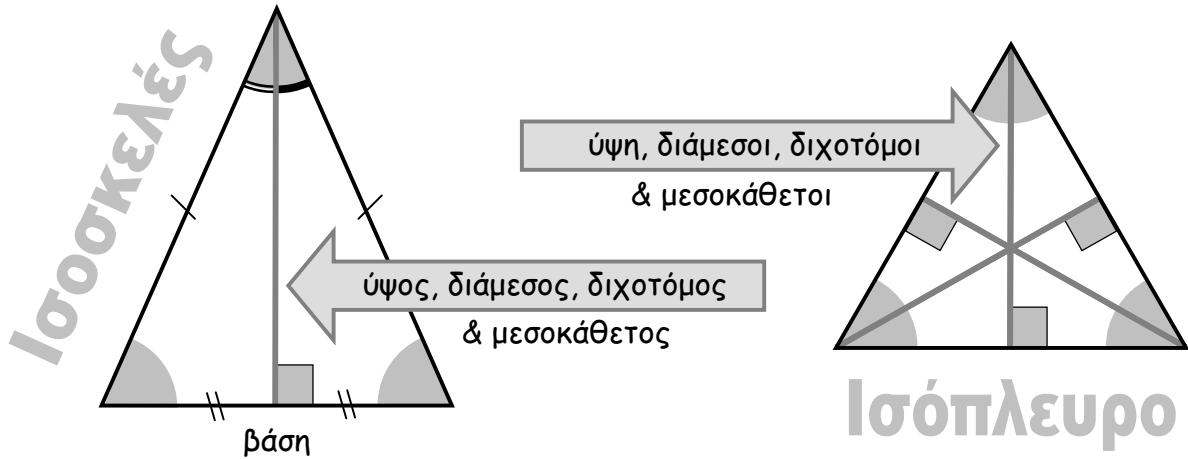 Ισοσκελές
ύψος, διάμεσος, διχοτόμος
& μεσοκάθετος
βάση
ύψη, διάμεσοι, διχοτόμοι
& μεσοκάθετοι
Ισόπλευρο